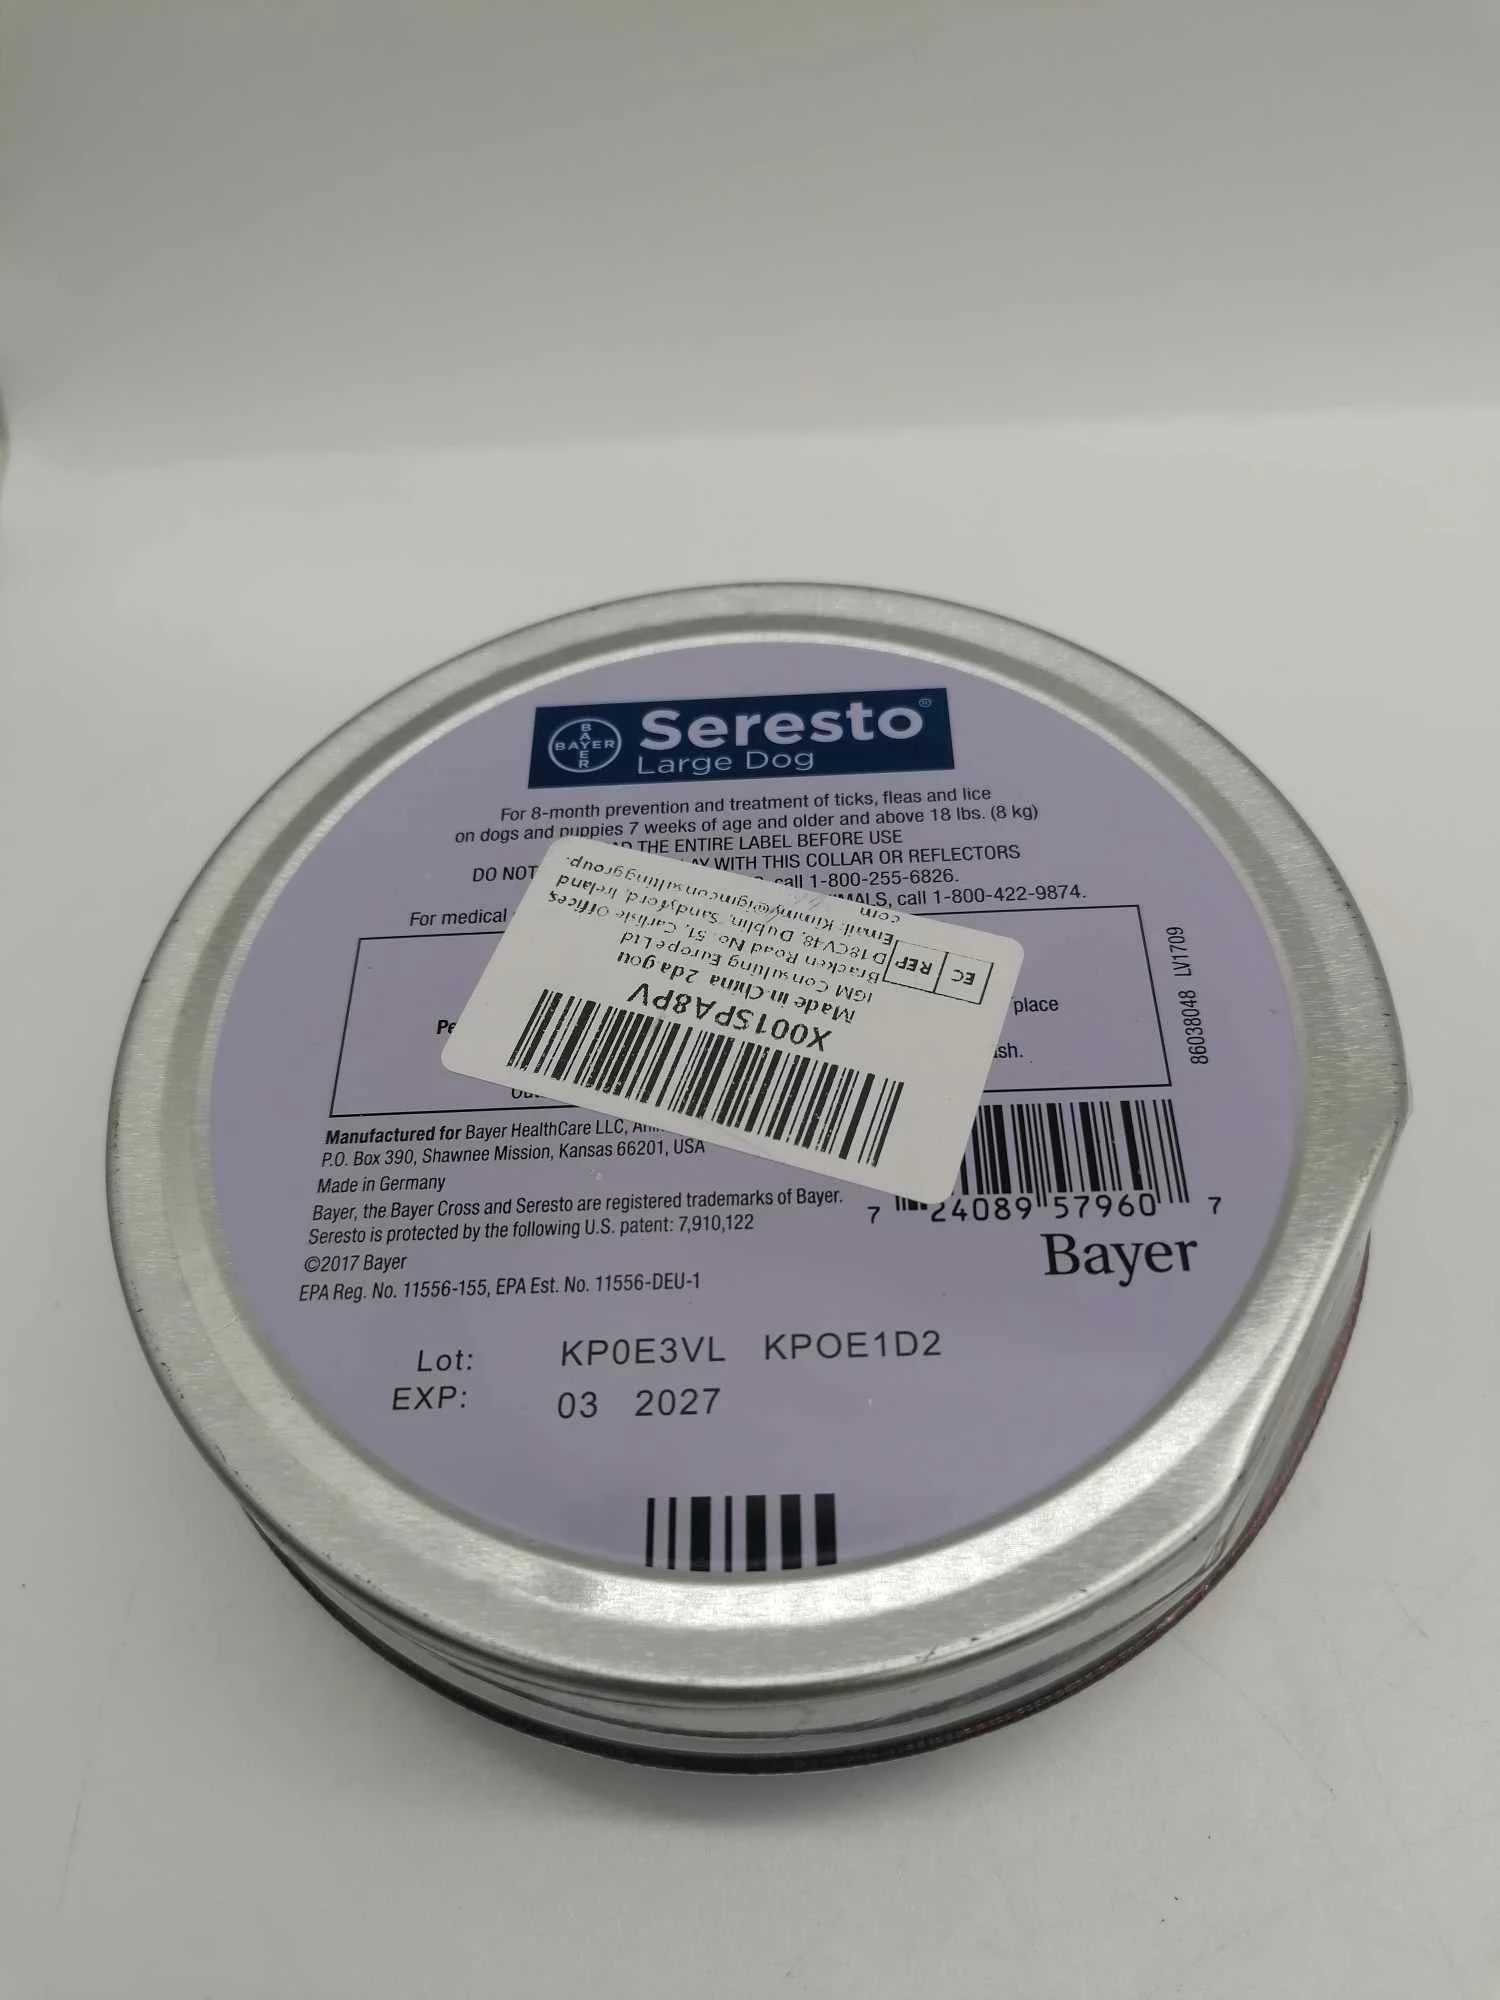 BAYER
BAYER
Seresto®
Large Dog
For 8-month prevention and treatment of ticks, fleas and lice
on dogs and puppies 7 weeks of age and older and above 18 lbs. (8 kg)
THE ENTIRE LABEL BEFORE USE
DO NOT WITH THIS COLLAR OR REFLECTORS
call 1-800-255-6826.
For medical call 1-800-422-9874.
place
86038048 LV1709
X001SPA8PV
Made in China 2da gou
IGM Consulting Europe Ltd
EC REP
Bracken Road No. 51, Carlisle Offices
D18CV48, Dublin, Sandyford, Ireland
Email: Kimmy@igmconsultinggroup.
com
Manufactured for Bayer HealthCare LLC,
P.O. Box 390, Shawnee Mission, Kansas 66201, USA
Made in Germany
Bayer, the Bayer Cross and Seresto are registered trademarks of Bayer.
Seresto is protected by the following U.S. patent: 7,910,122
©2017 Bayer
EPA Reg. No. 11556-155, EPA Est. No. 11556-DEU-1
7 24089 57960 7
Bayer
Lot: KP0E3VL KPOE1D2
EXP: 03 2027